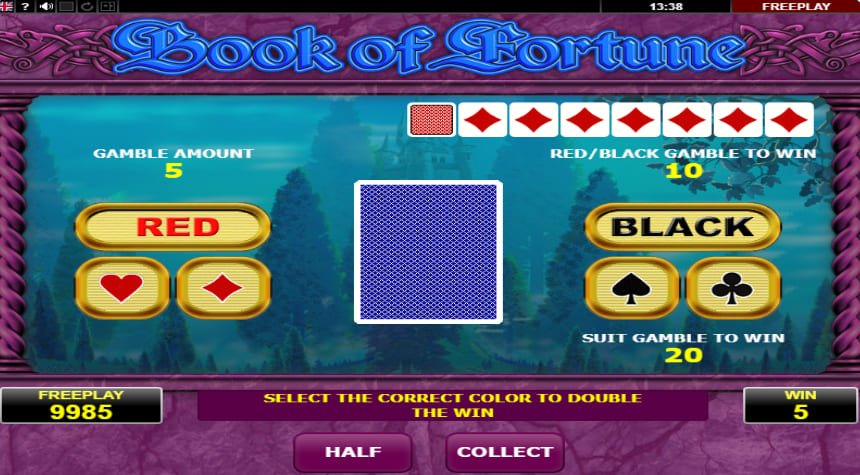 ?
13:38
FREEPLAY
Book of Fortune
GAMBLE AMOUNT
5
RED/BLACK GAMBLE TO WIN
10
RED
BLACK
SUIT GAMBLE TO WIN
20
FREEPLAY
9985
SELECT THE CORRECT COLOR TO DOUBLE
THE WIN
WIN
5
HALF
COLLECT